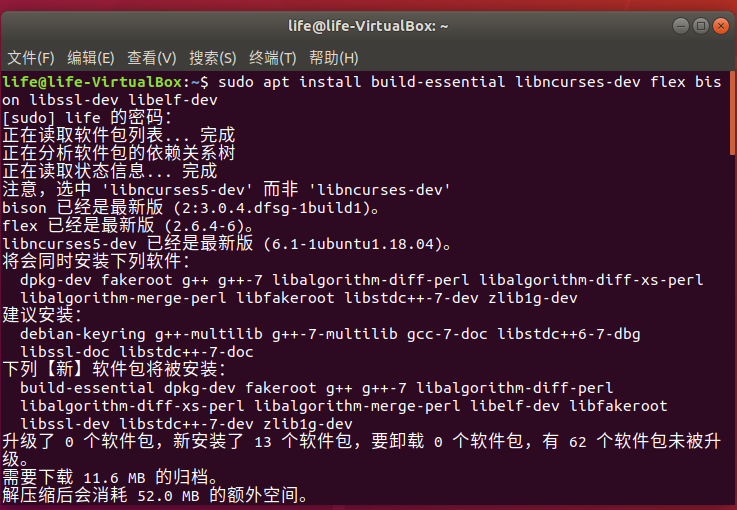 life@life-VirtualBox: ~
文件(F) 编辑(E) 查看(V) 搜索(S) 终端(T) 帮助(H)
life@life-VirtualBox:~$ sudo apt install build-essential libncurses-dev flex bis
on libssl-dev libelf-dev
[sudo] life 的密码：
正在读取软件包列表... 完成
正在分析软件包的依赖关系树
正在读取状态信息... 完成
注意，选中 'libncurses5-dev' 而非 'libncurses-dev'
bison 已经是最新版 (2:3.0.4.dfsg-1build1)。
flex 已经是最新版 (2.6.4-6)。
libncurses5-dev 已经是最新版 (6.1-1ubuntu1.18.04)。
将会同时安装下列软件：
  dpkg-dev fakeroot g++ g++-7 libalgorithm-diff-perl libalgorithm-diff-xs-perl
  libalgorithm-merge-perl libfakeroot libstdc++-7-dev zlib1g-dev
建议安装：
  debian-keyring g++-multilib g++-7-multilib gcc-7-doc libstdc++6-7-dbg
  libssl-doc libstdc++-7-doc
下列【新】软件包将被安装：
  build-essential dpkg-dev fakeroot g++ g++-7 libalgorithm-diff-perl
  libalgorithm-diff-xs-perl libalgorithm-merge-perl libelf-dev libfakeroot
  libssl-dev libstdc++-7-dev zlib1g-dev
升级了 0 个软件包，新安装了 13 个软件包，要卸载 0 个软件包，有 62 个软件包未被升
级。
需要下载 11.6 MB 的归档。
解压缩后会消耗 52.0 MB 的额外空间。